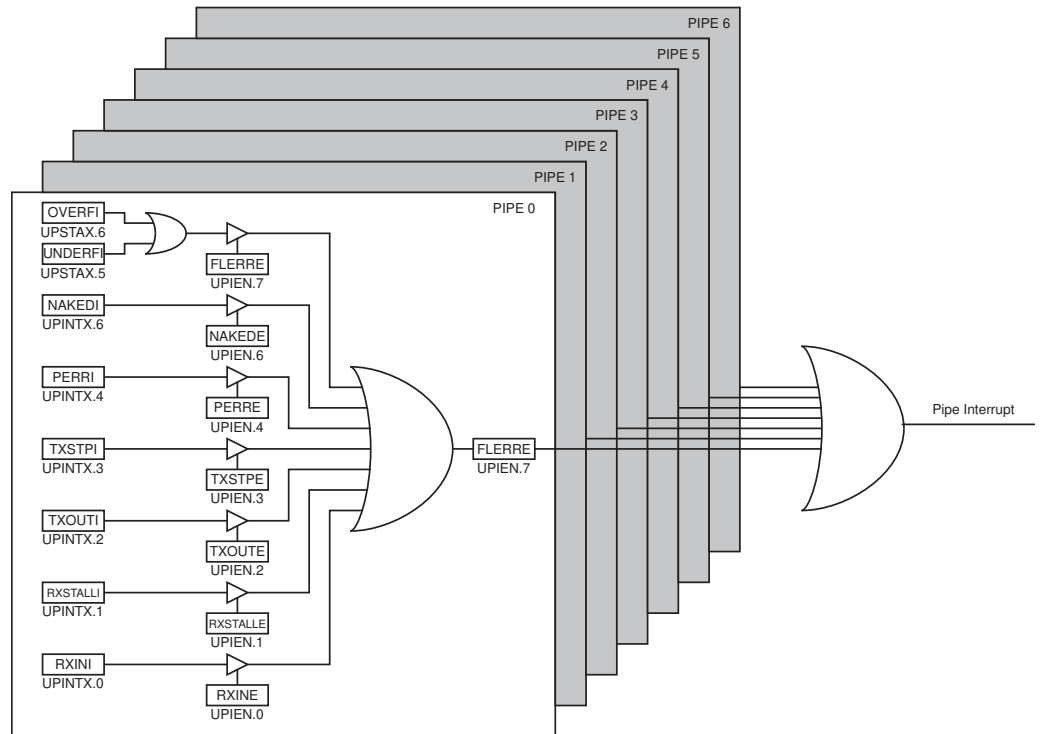 PIPE 6
PIPE 5
PIPE 4
PIPE 3
PIPE 2
PIPE 1
PIPE 0
OVERFI
UPSTAX.6
UNDERFI
UPSTAX.5
FLERRE
UPIEN.7
NAKEDI
UPINTX.6
NAKEDE
UPIEN.6
PERRI
UPINTX.4
PERRE
UPIEN.4
TXSTPI
UPINTX.3
TXSTPE
UPIEN.3
FLERRE
UPIEN.7
Pipe Interrupt
TXOUTI
UPINTX.2
TXOUTE
UPIEN.2
RXSTALLI
UPINTX.1
RXSTALLE
UPIEN.1
RXINI
UPINTX.0
RXINE
UPIEN.0